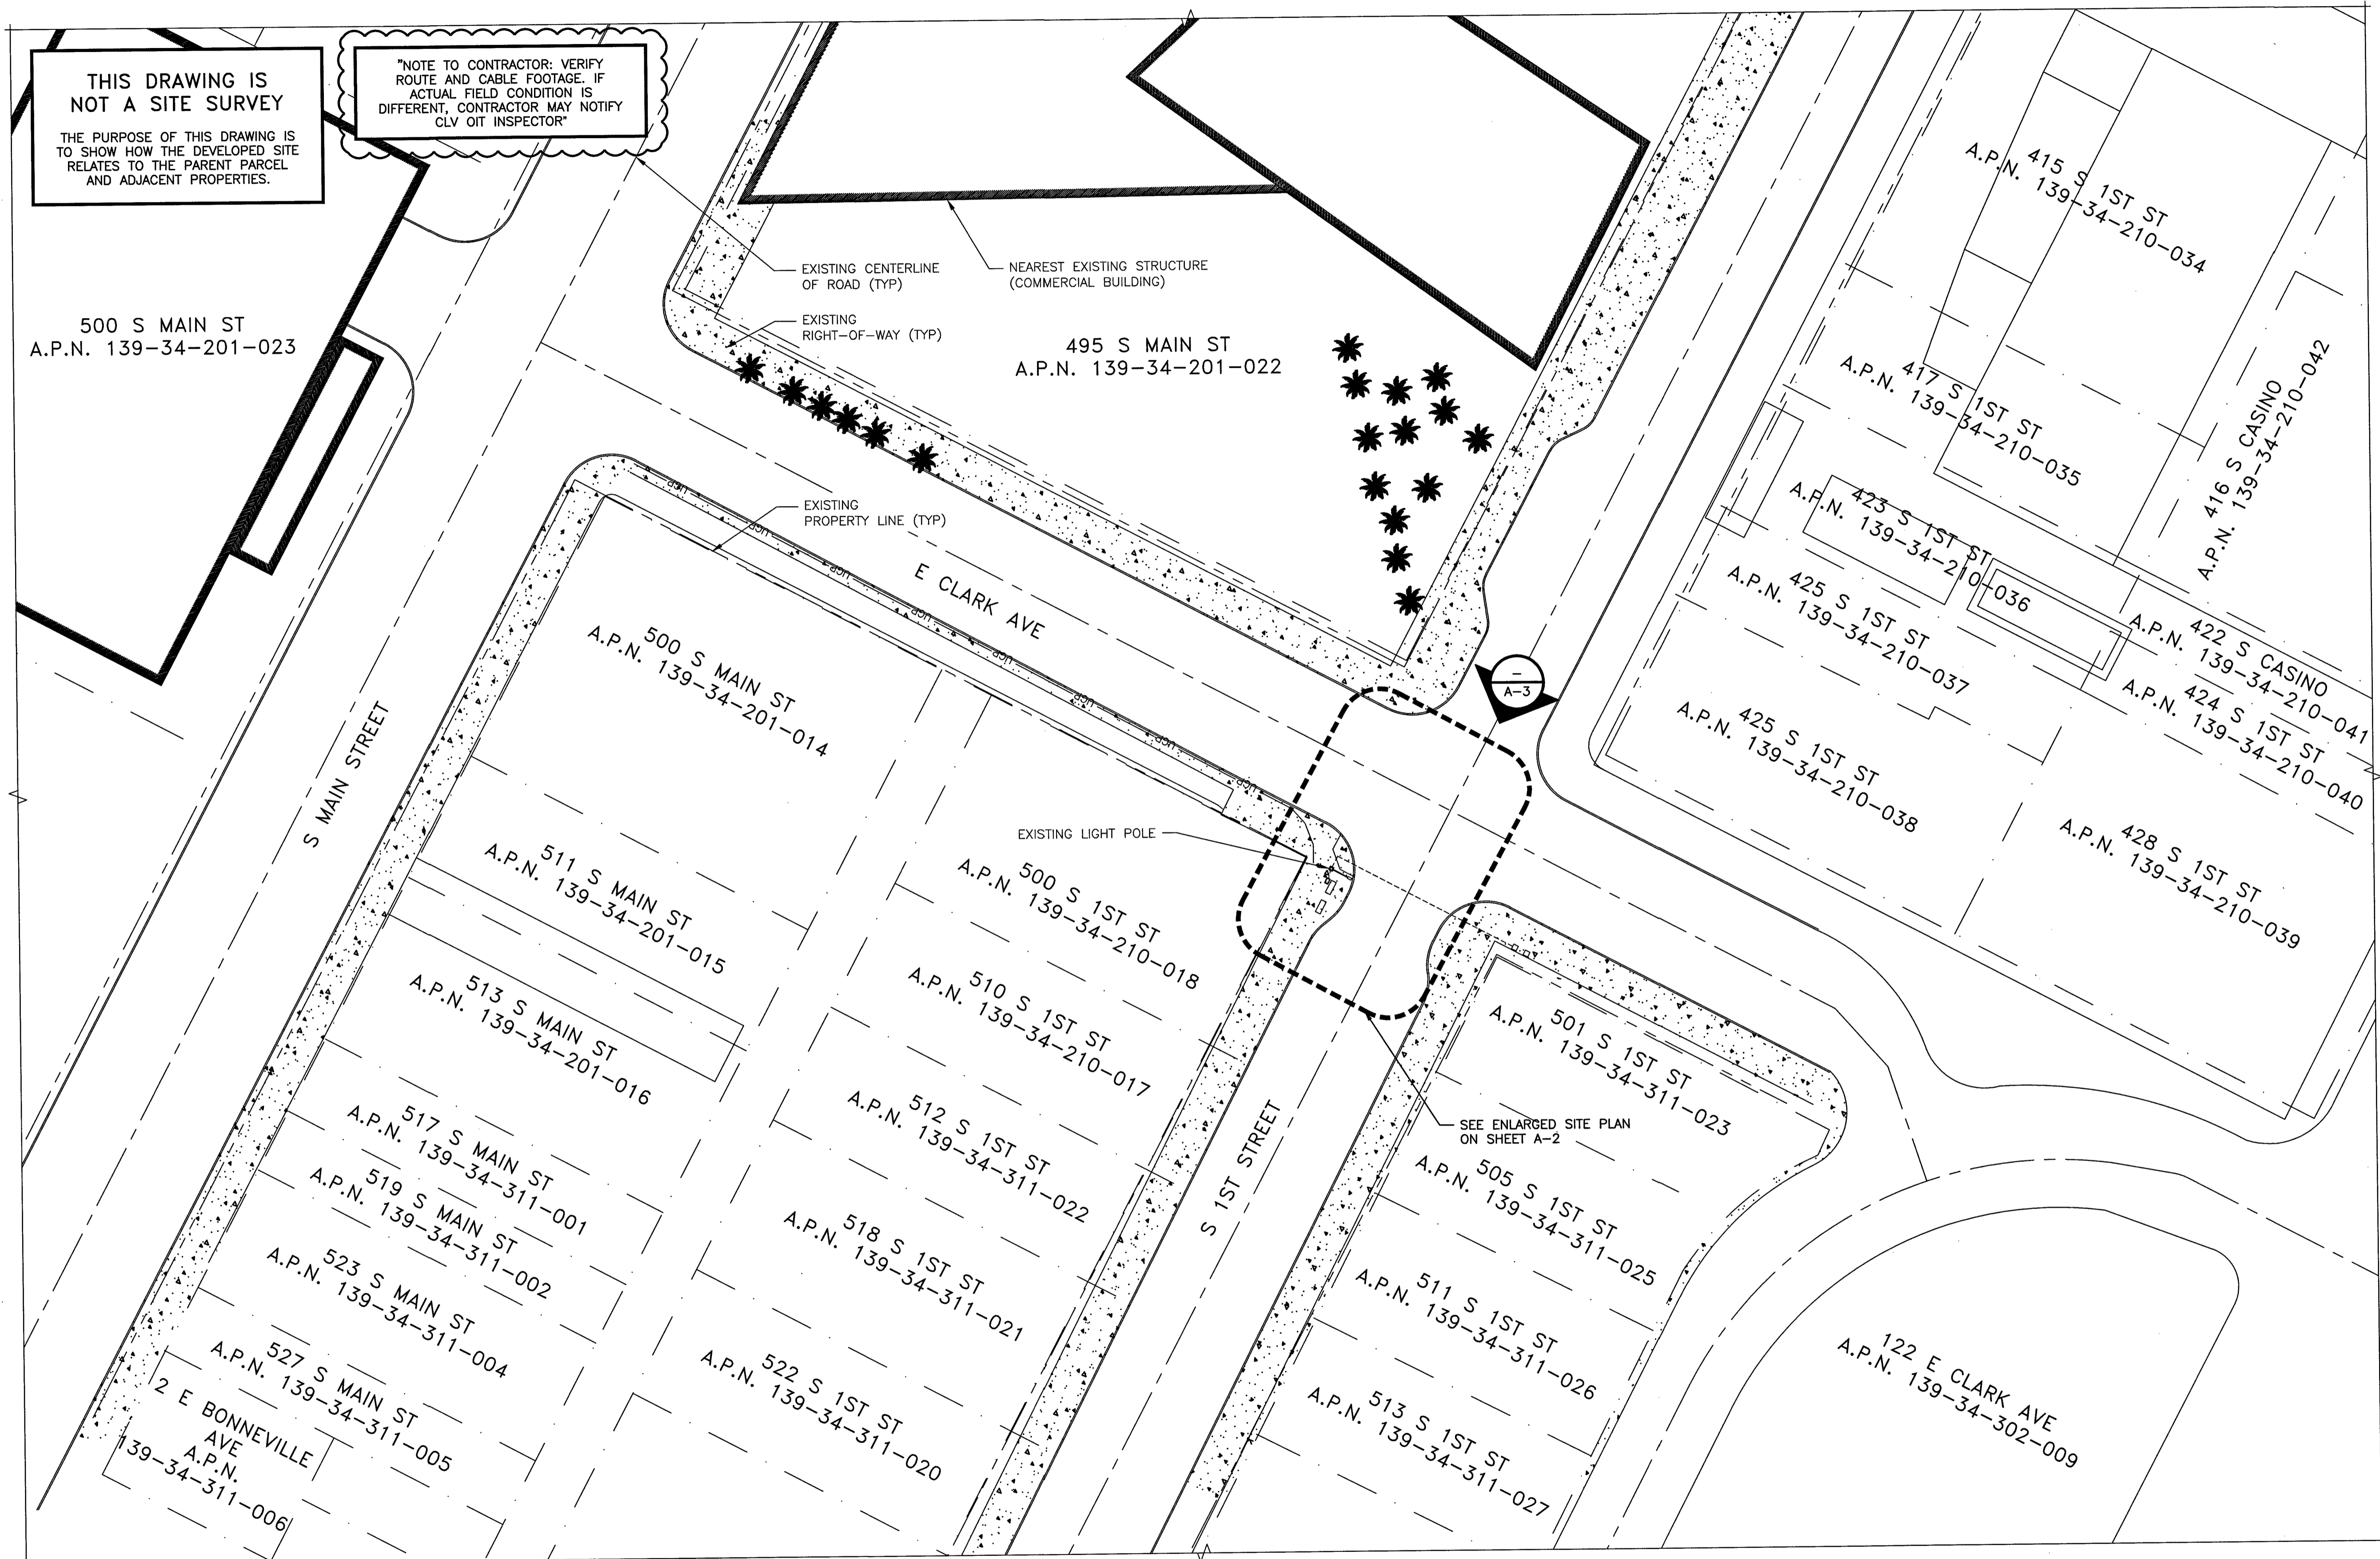 THIS DRAWING IS
NOT A SITE SURVEY
THE PURPOSE OF THIS DRAWING IS
TO SHOW HOW THE DEVELOPED SITE
RELATES TO THE PARENT PARCEL
AND ADJACENT PROPERTIES.
"NOTE TO CONTRACTOR: VERIFY
ROUTE AND CABLE FOOTAGE. IF
ACTUAL FIELD CONDITION IS
DIFFERENT, CONTRACTOR MAY NOTIFY
CLV OIT INSPECTOR"
EXISTING CENTERLINE
OF ROAD (TYP)
NEAREST EXISTING STRUCTURE
(COMMERCIAL BUILDING)
EXISTING
RIGHT-OF-WAY (TYP)
500 S MAIN ST
A.P.N. 139-34-201-023
495 S MAIN ST
A.P.N. 139-34-201-022
415 S 1ST ST
A.P.N. 139-34-210-034
417 S 1ST ST
A.P.N. 139-34-210-035
416 S CASINO
A.P.N. 139-34-210-042
423 S 1ST ST
A.P.N. 139-34-210-036
425 S 1ST ST
A.P.N. 139-34-210-037
422 S CASINO
A.P.N. 139-34-210-041
424 S 1ST ST
A.P.N. 139-34-210-040
425 S 1ST ST
A.P.N. 139-34-210-038
428 S 1ST ST
A.P.N. 139-34-210-039
EXISTING
PROPERTY LINE (TYP)
UGP
UGP
UGP
UGP
UGP
UGP
UGP
UGP
E CLARK AVE
A-3
S MAIN STREET
500 S MAIN ST
A.P.N. 139-34-201-014
EXISTING LIGHT POLE
511 S MAIN ST
A.P.N. 139-34-201-015
500 S 1ST ST
A.P.N. 139-34-210-018
513 S MAIN ST
A.P.N. 139-34-201-016
510 S 1ST ST
A.P.N. 139-34-210-017
501 S 1ST ST
A.P.N. 139-34-311-023
517 S MAIN ST
A.P.N. 139-34-311-001
512 S 1ST ST
A.P.N. 139-34-311-022
S 1ST STREET
SEE ENLARGED SITE PLAN
ON SHEET A-2
519 S MAIN ST
A.P.N. 139-34-311-002
505 S 1ST ST
A.P.N. 139-34-311-025
518 S 1ST ST
A.P.N. 139-34-311-021
523 S MAIN ST
A.P.N. 139-34-311-004
511 S 1ST ST
A.P.N. 139-34-311-026
527 S MAIN ST
A.P.N. 139-34-311-005
522 S 1ST ST
A.P.N. 139-34-311-020
513 S 1ST ST
A.P.N. 139-34-311-027
122 E CLARK AVE
A.P.N. 139-34-302-009
2 E BONNEVILLE
AVE
A.P.N.
139-34-311-006